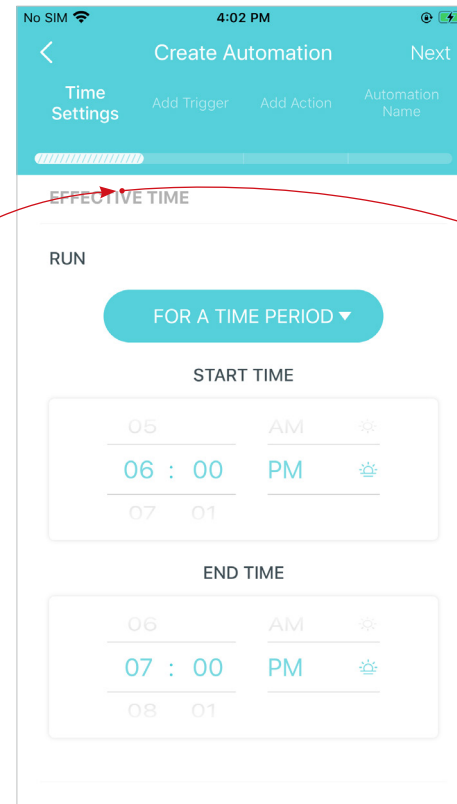 No SIM 4:02 PM
Create Automation Next
Time Settings Add Trigger Add Action Automation Name
EFFECTIVE TIME
RUN
FOR A TIME PERIOD
START TIME
05 AM
06 : 00 PM
07 01
END TIME
06 AM
07 : 00 PM
08 01